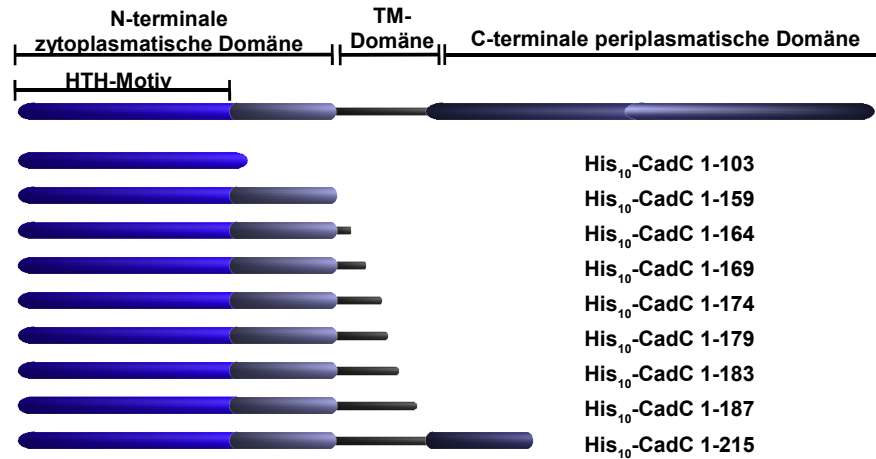 N-terminale
zytoplasmatische Domäne
TM-
Domäne
C-terminale periplasmatische Domäne
HTH-Motiv
His₁₀-CadC 1-103
His₁₀-CadC 1-159
His₁₀-CadC 1-164
His₁₀-CadC 1-169
His₁₀-CadC 1-174
His₁₀-CadC 1-179
His₁₀-CadC 1-183
His₁₀-CadC 1-187
His₁₀-CadC 1-215